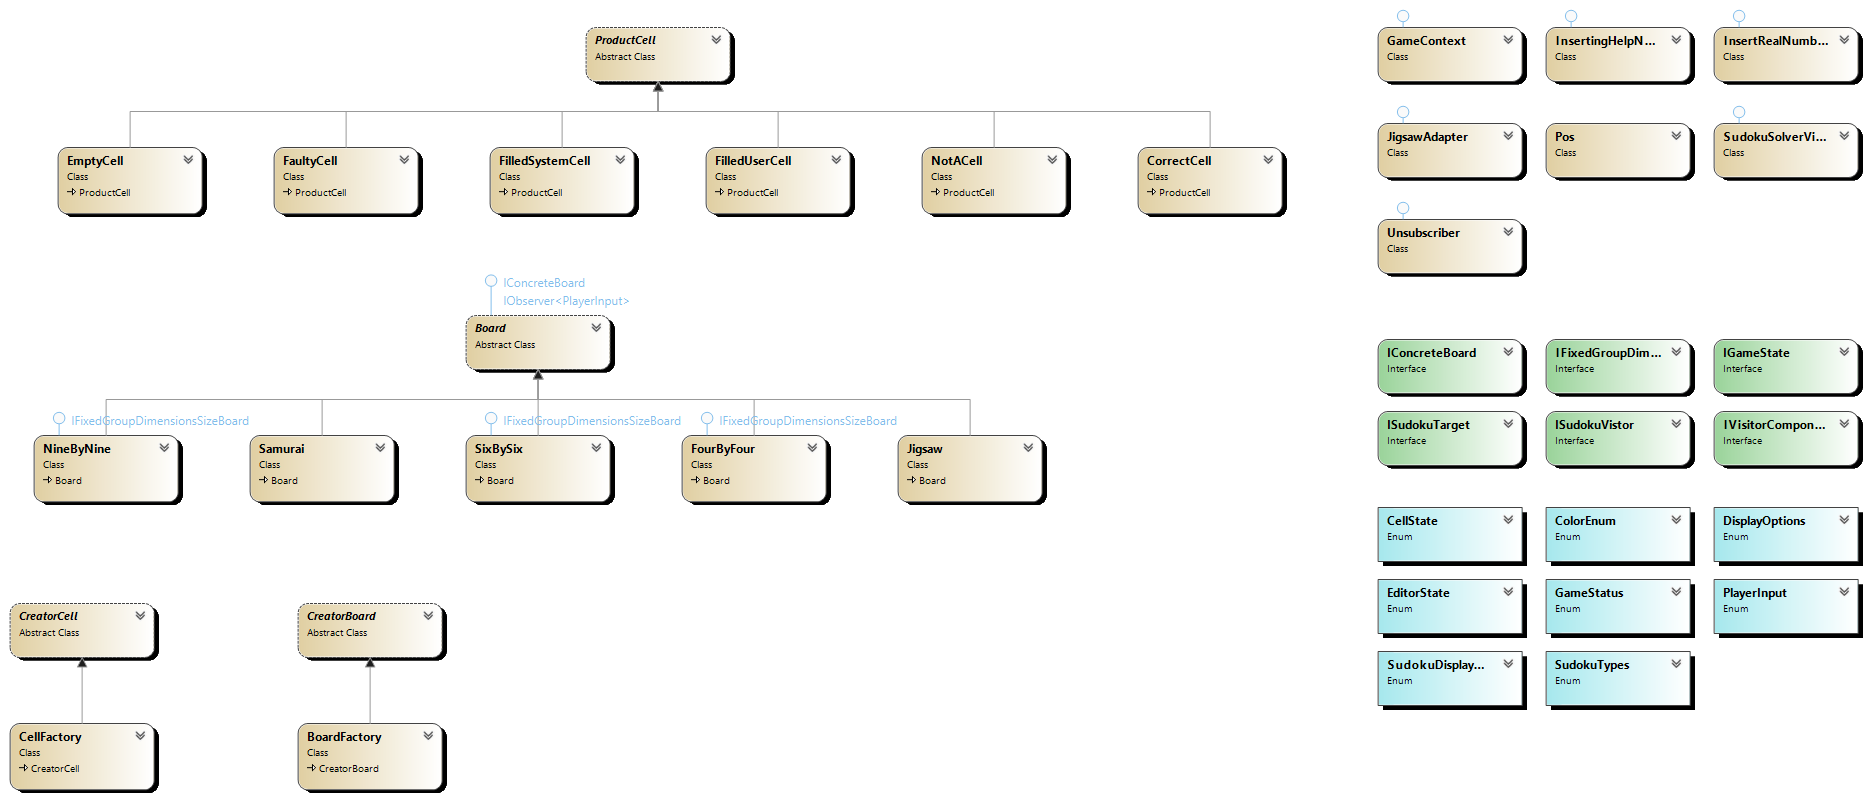 ProductCell
Abstract Class
EmptyCell
Class
ProductCell
FaultyCell
Class
ProductCell
FilledSystemCell
Class
ProductCell
FilledUserCell
Class
ProductCell
NotACell
Class
ProductCell
CorrectCell
Class
ProductCell
IConcreteBoard
IObserver<PlayerInput>
Board
Abstract Class
IFixedGroupDimensionsSizeBoard
NineByNine
Class
Board
Samurai
Class
Board
IFixedGroupDimensionsSizeBoard
SixBySix
Class
Board
IFixedGroupDimensionsSizeBoard
FourByFour
Class
Board
Jigsaw
Class
Board
CreatorCell
Abstract Class
CreatorBoard
Abstract Class
CellFactory
Class
CreatorCell
BoardFactory
Class
CreatorBoard
GameContext
Class
InsertingHelpN...
Class
InsertRealNumb...
Class
JigsawAdapter
Class
Pos
Class
SudokuSolverVi...
Class
Unsubscriber
Class
IConcreteBoard
Interface
IFixedGroupDim...
Interface
IGameState
Interface
ISudokuTarget
Interface
ISudokuVistor
Interface
IVisitorCompon...
Interface
CellState
Enum
ColorEnum
Enum
DisplayOptions
Enum
EditorState
Enum
GameStatus
Enum
PlayerInput
Enum
SudokuDisplay...
Enum
SudokuTypes
Enum